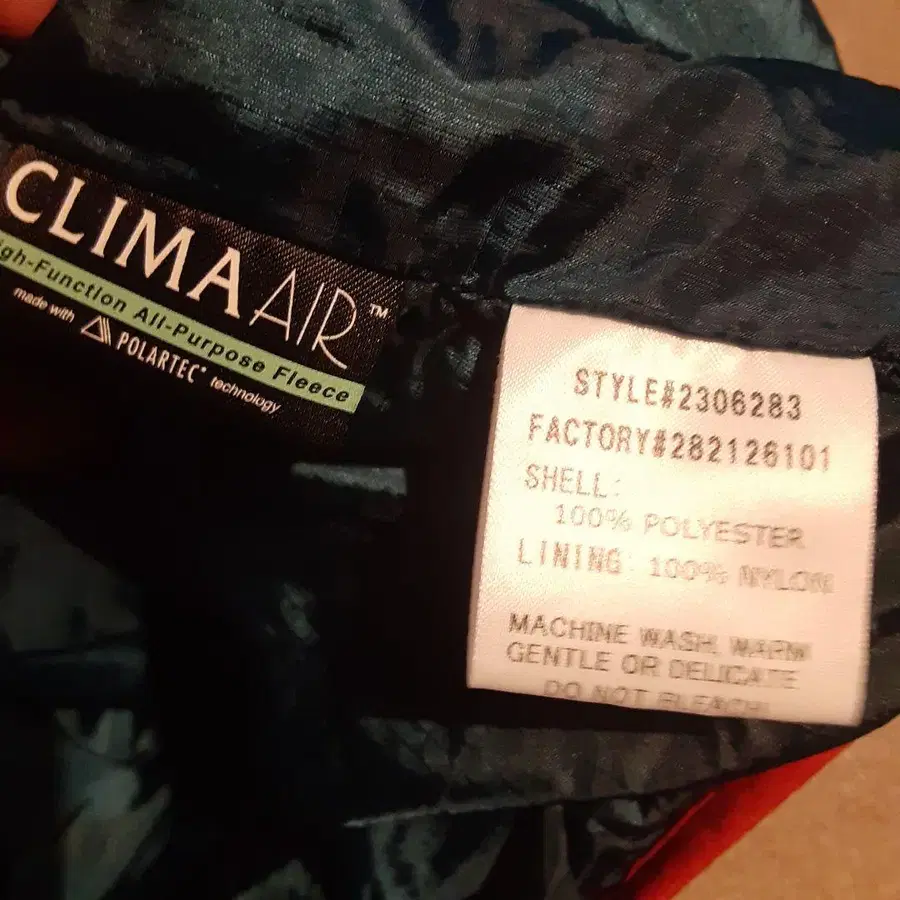 CLIMA AIR™
igh-Function All-Purpose Fleece
made with POLARTEC® technology
STYLE#2306283
FACTORY#282126101
SHELL:
100% POLYESTER
LINING: 100% NYLON
MACHINE WASH, WARM
GENTLE OR DELICATE
DO NOT BLEACH